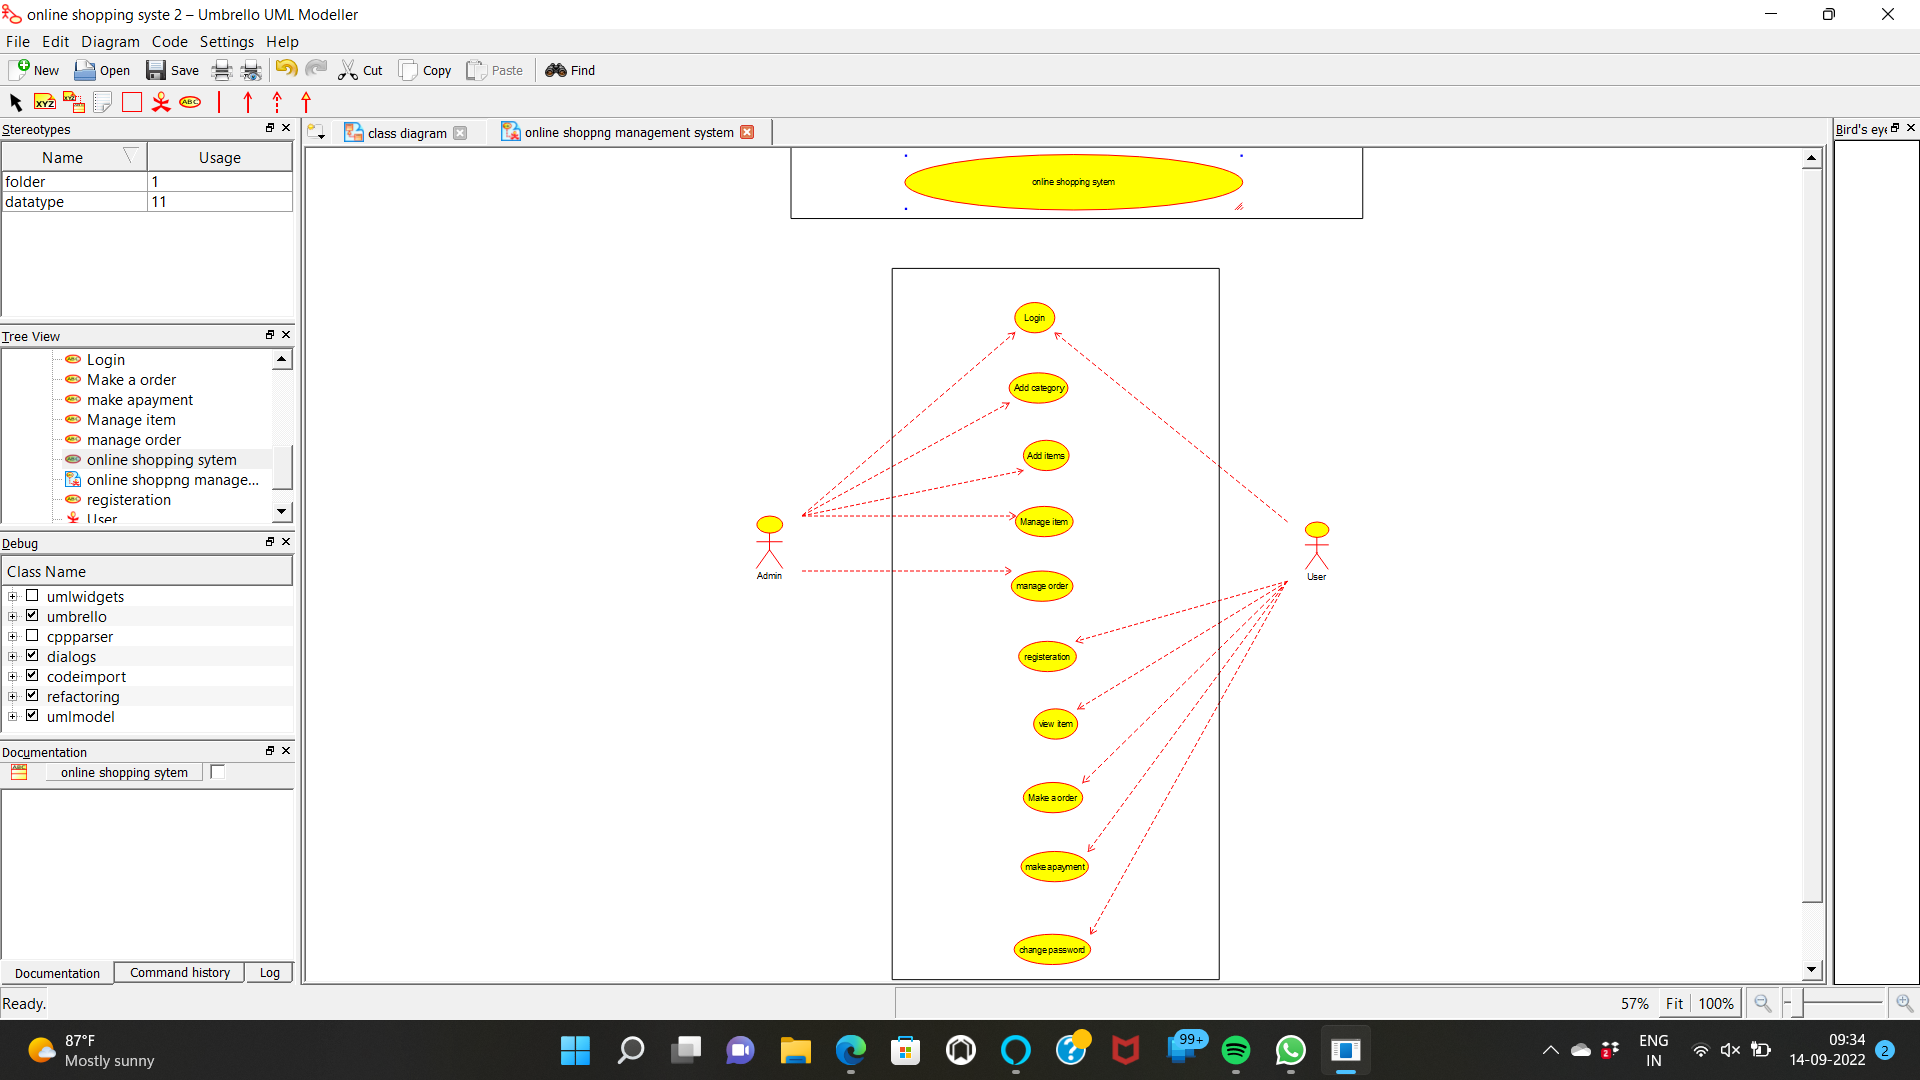 online shopping syste 2 – Umbrello UML Modeller
File Edit Diagram Code Settings Help
New Open Save Cut Copy Paste Find
XYZ XYZ ABC
Stereotypes
Name Usage
folder 1
datatype 11
Tree View
Login
Make a order
make apayment
Manage item
manage order
online shopping sytem
online shoppng manage...
registeration
User
Debug
Class Name
umlwidgets
umbrello
cppparser
dialogs
codeimport
refactoring
umlmodel
Documentation
online shopping sytem
Documentation Command history Log
class diagram
online shoppng management system
Bird's eye
online shopping sytem
Login
Add category
Add items
Manage item
manage order
registeration
view item
Make a order
make apayment
change password
Admin
User
Ready.
57% Fit 100%
87°F
Mostly sunny
99+
2
ENG
IN
09:34
14-09-2022
2